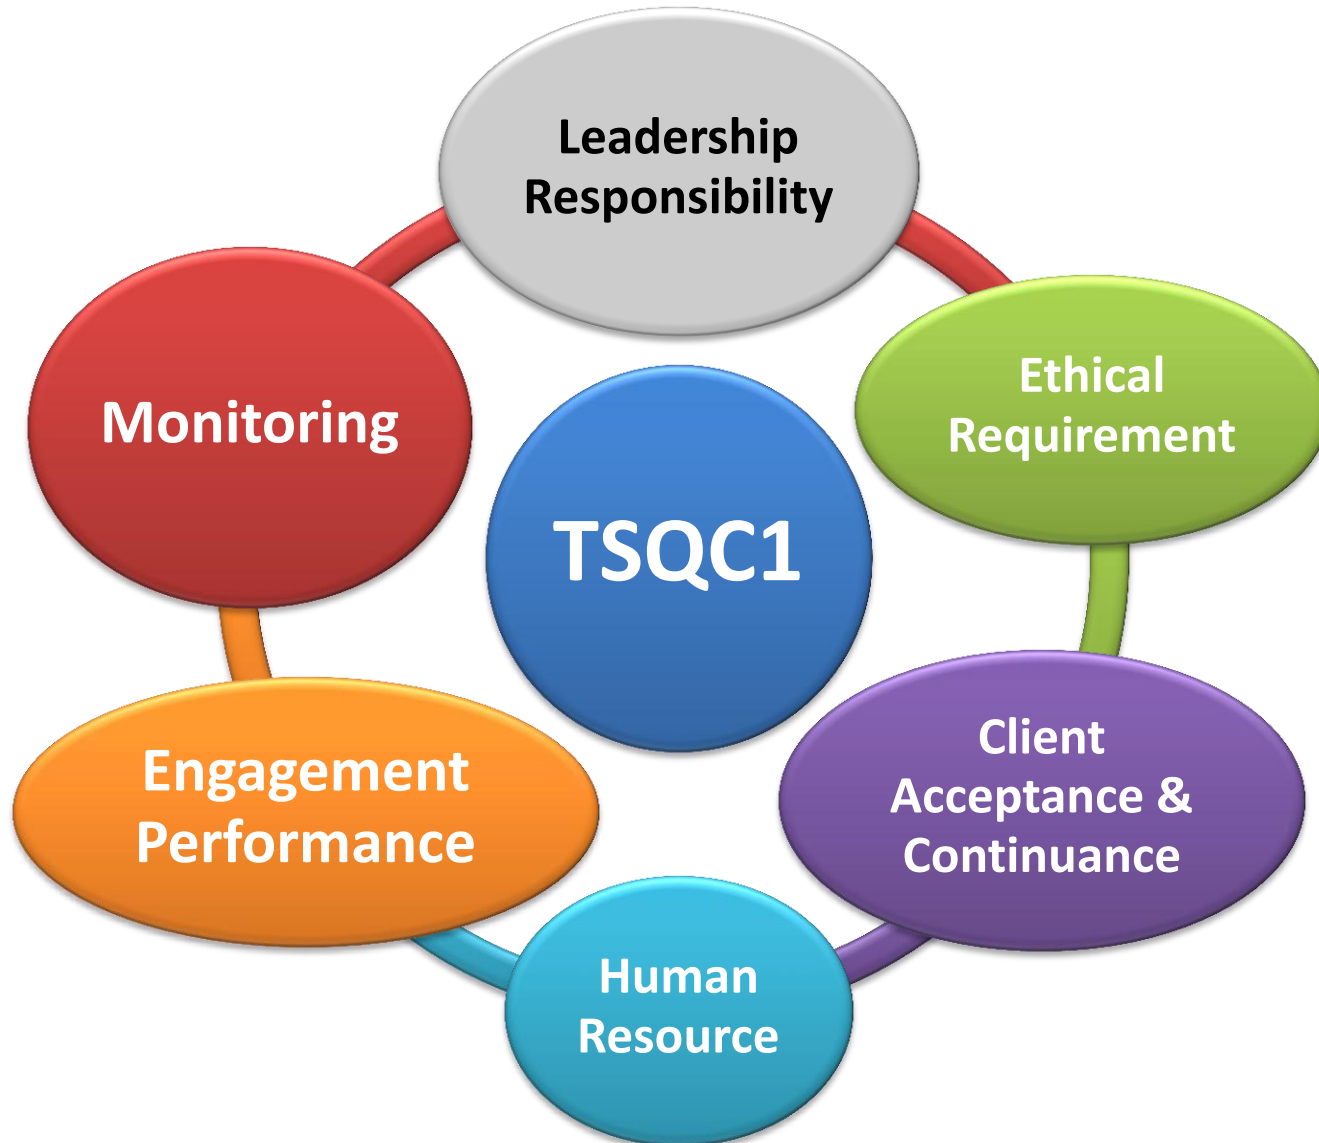 Leadership
Responsibility
Ethical
Requirement
Client
Acceptance &
Continuance
Human
Resource
Engagement
Performance
Monitoring
TSQC1